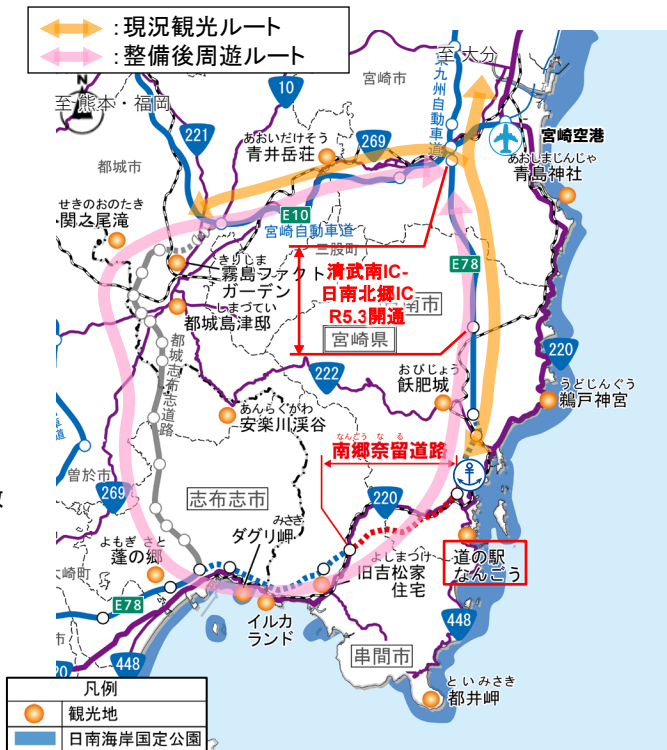 :現況観光ルート
:整備後周遊ルート
至 大分
東九州自動車道
宮崎市
10
N
至 熊本・福岡
221
あおいだけそう
青井岳荘
269
宮崎空港
あおしまじんじゃ
青島神社
都城市
せきのおのたき
関之尾滝
E10
宮崎自動車道
三股町
きりしま
霧島ファクトリー
ガーデン
清武南IC-
日南北郷IC
R5.3開通
E78
しまづてい
都城島津邸
日南市
宮崎県
220
都城志布志道路
222
おびじょう
飫肥城
うどじんぐう
鵜戸神宮
あんらくがわ
安楽川渓谷
なんごう なる
南郷奈留道路
曽於市
269
志布志市
220
みさき
ダグリ岬
よもぎ さと
蓬の郷
よしまつけ
旧吉松家
住宅
道の駅
なんごう
大崎町
E78
イルカ
ランド
448
448
串間市
といみさき
都井岬
凡例
観光地
日南海岸国定公園